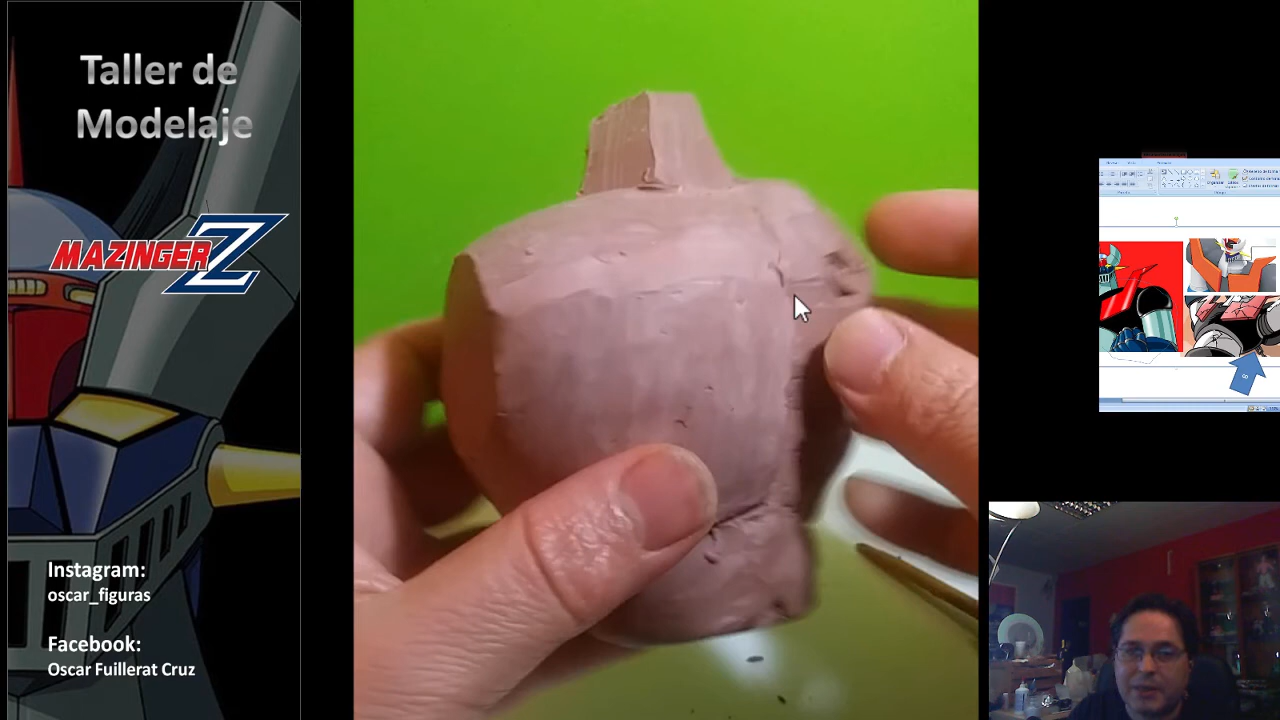 Taller de
Modelaje
MAZINGER Z
Instagram:
oscar_figuras
Facebook:
Oscar Fuillerat Cruz